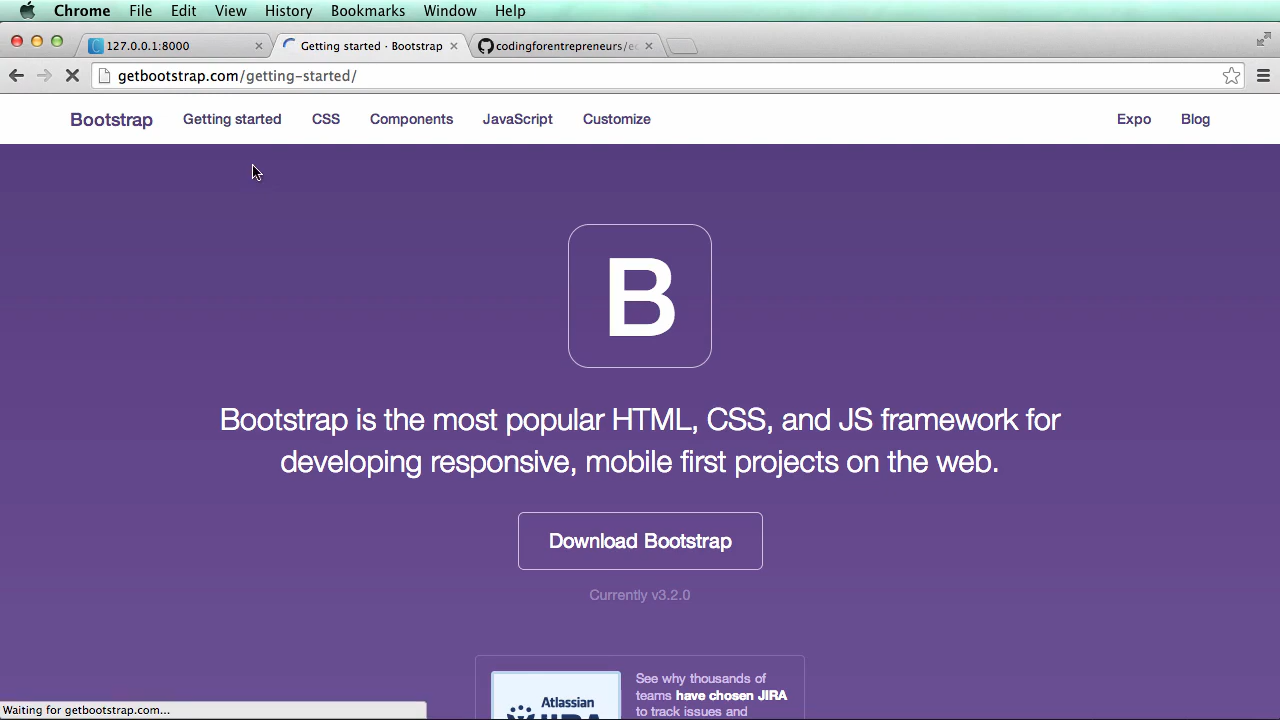 Chrome File Edit View History Bookmarks Window Help
127.0.0.1:8000 Getting started · Bootstrap codingforentrepreneurs/e
getbootstrap.com/getting-started/
Bootstrap Getting started CSS Components JavaScript Customize Expo Blog
B
Bootstrap is the most popular HTML, CSS, and JS framework for
developing responsive, mobile first projects on the web.
Download Bootstrap
Currently v3.2.0
See why thousands of
teams have chosen JIRA
to track issues and
Atlassian
JIRA
Waiting for getbootstrap.com...